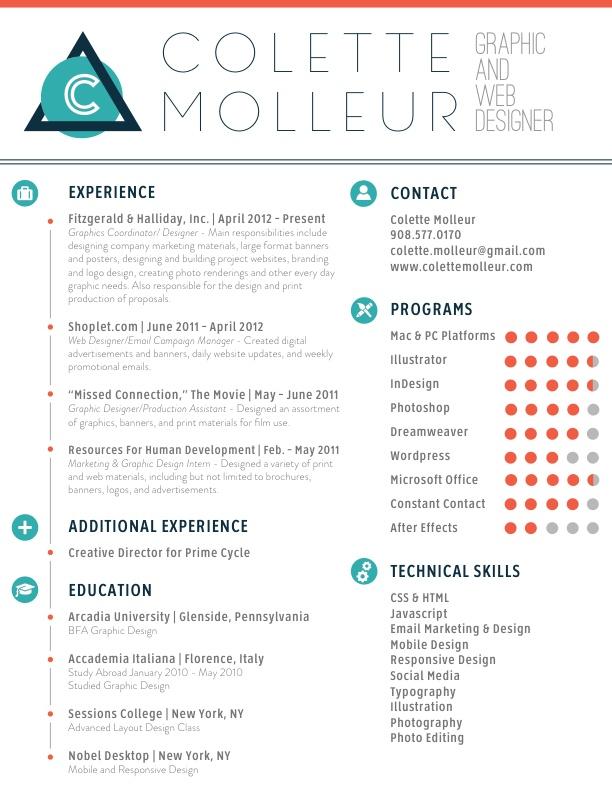 C
COLETTE
MOLLEUR
GRAPHIC
AND
WEB
DESIGNER
EXPERIENCE
Fitzgerald & Halliday, Inc. | April 2012 - Present
Graphics Coordinator/ Designer - Main responsibilities include
designing company marketing materials, large format banners
and posters, designing and building project websites, branding
and logo design, creating photo renderings and other every day
graphic needs. Also responsible for the design and print
production of proposals.
Shoplet.com | June 2011 - April 2012
Web Designer/Email Campaign Manager - Created digital
advertisements and banners, daily website updates, and weekly
promotional emails.
“Missed Connection,” The Movie | May - June 2011
Graphic Designer/Production Assistant - Designed an assortment
of graphics, banners, and print materials for film use.
Resources For Human Development | Feb. - May 2011
Marketing & Graphic Design Intern - Designed a variety of print
and web materials, including but not limited to brochures,
banners, logos, and advertisements.
ADDITIONAL EXPERIENCE
Creative Director for Prime Cycle
EDUCATION
Arcadia University | Glenside, Pennsylvania
BFA Graphic Design
Accademia Italiana | Florence, Italy
Study Abroad January 2010 - May 2010
Studied Graphic Design
Sessions College | New York, NY
Advanced Layout Design Class
Nobel Desktop | New York, NY
Mobile and Responsive Design
CONTACT
Colette Molleur
908.577.0170
colette.molleur@gmail.com
www.colettemolleur.com
PROGRAMS
Mac & PC Platforms
Illustrator
InDesign
Photoshop
Dreamweaver
Wordpress
Microsoft Office
Constant Contact
After Effects
TECHNICAL SKILLS
CSS & HTML
Javascript
Email Marketing & Design
Mobile Design
Responsive Design
Social Media
Typography
Illustration
Photography
Photo Editing